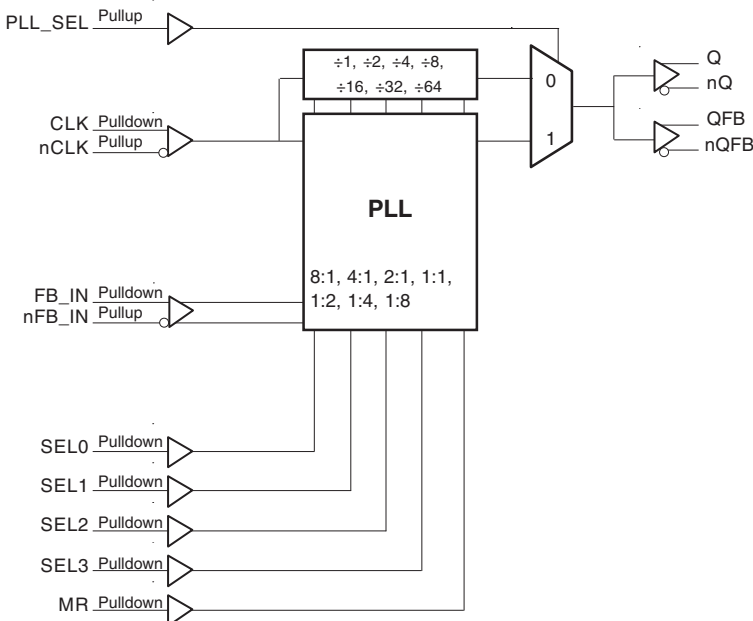 PLL_SEL Pullup
÷1, ÷2, ÷4, ÷8,
÷16, ÷32, ÷64
0
1
Q
nQ
QFB
nQFB
CLK Pulldown
nCLK Pullup
PLL
8:1, 4:1, 2:1, 1:1,
1:2, 1:4, 1:8
FB_IN Pulldown
nFB_IN Pullup
SEL0 Pulldown
SEL1 Pulldown
SEL2 Pulldown
SEL3 Pulldown
MR Pulldown